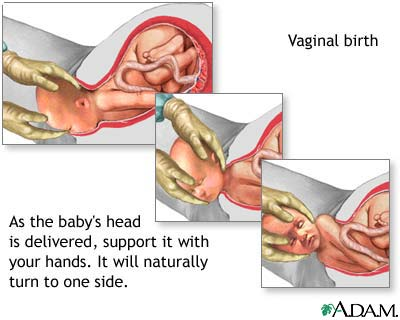 Vaginal birth
As the baby's head
is delivered, support it with
your hands. It will naturally
turn to one side.
ADAM.